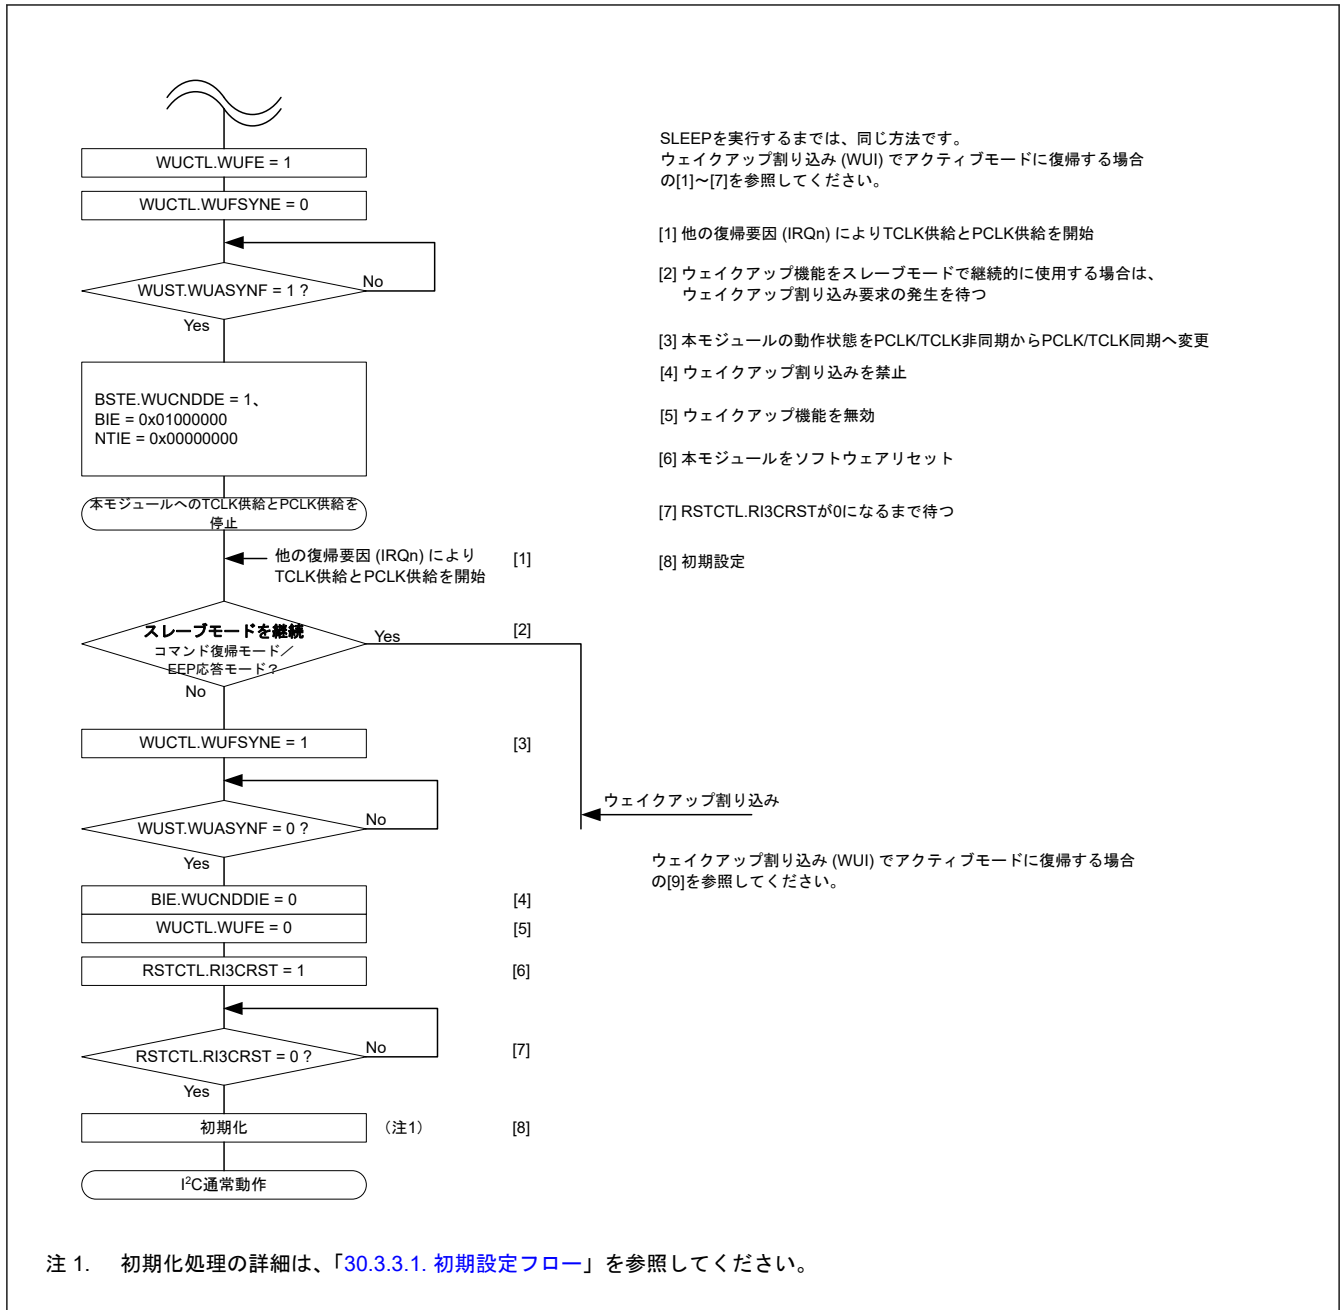 WUCTL.WUFE = 1
WUCTL.WUFSYNE = 0
WUST.WUASYNF = 1 ?
No
Yes
BSTE.WUCNDDE = 1、
BIE = 0x01000000
NTIE = 0x00000000
本モジュールへのTCLK供給とPCLK供給を
停止
他の復帰要因 (IRQn) により
TCLK供給とPCLK供給を開始
[1]
スレーブモードを継続
コマンド復帰モード／
EEP応答モード？
Yes
[2]
No
WUCTL.WUFSYNE = 1
[3]
WUST.WUASYNF = 0 ?
No
Yes
BIE.WUCNDDIE = 0
[4]
WUCTL.WUFE = 0
[5]
RSTCTL.RI3CRST = 1
[6]
RSTCTL.RI3CRST = 0 ?
No
[7]
Yes
初期化
（注1）
[8]
I²C通常動作
SLEEPを実行するまでは、同じ方法です。
ウェイクアップ割り込み (WUI) でアクティブモードに復帰する場合
の[1]～[7]を参照してください。
[1] 他の復帰要因 (IRQn) によりTCLK供給とPCLK供給を開始
[2] ウェイクアップ機能をスレーブモードで継続的に使用する場合は、
ウェイクアップ割り込み要求の発生を待つ
[3] 本モジュールの動作状態をPCLK/TCLK非同期からPCLK/TCLK同期へ変更
[4] ウェイクアップ割り込みを禁止
[5] ウェイクアップ機能を無効
[6] 本モジュールをソフトウェアリセット
[7] RSTCTL.RI3CRSTが0になるまで待つ
[8] 初期設定
ウェイクアップ割り込み
ウェイクアップ割り込み (WUI) でアクティブモードに復帰する場合
の[9]を参照してください。
注 1. 初期化処理の詳細は、「30.3.3.1. 初期設定フロー」を参照してください。